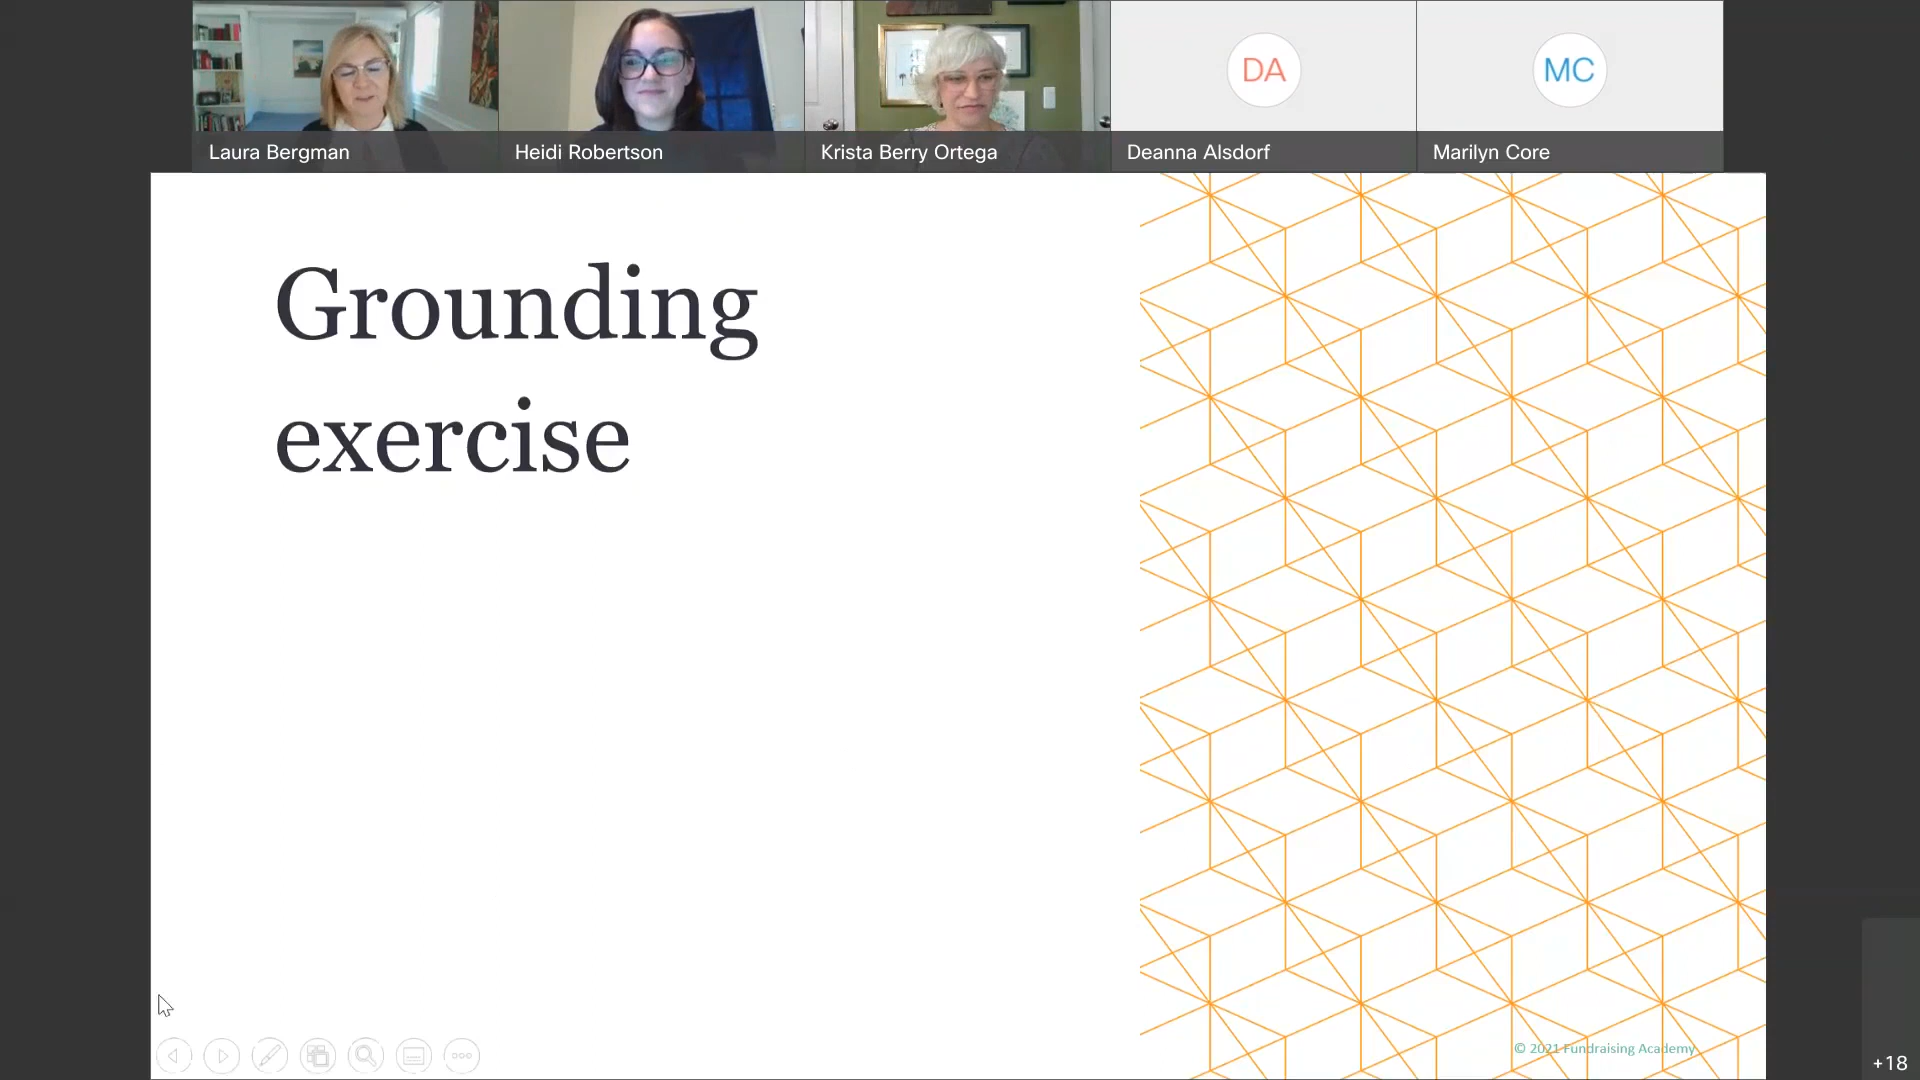 DA
MC
Laura Bergman
Heidi Robertson
Krista Berry Ortega
Deanna Alsdorf
Marilyn Core
Grounding
exercise
© 2021 Fundraising Academy
+18